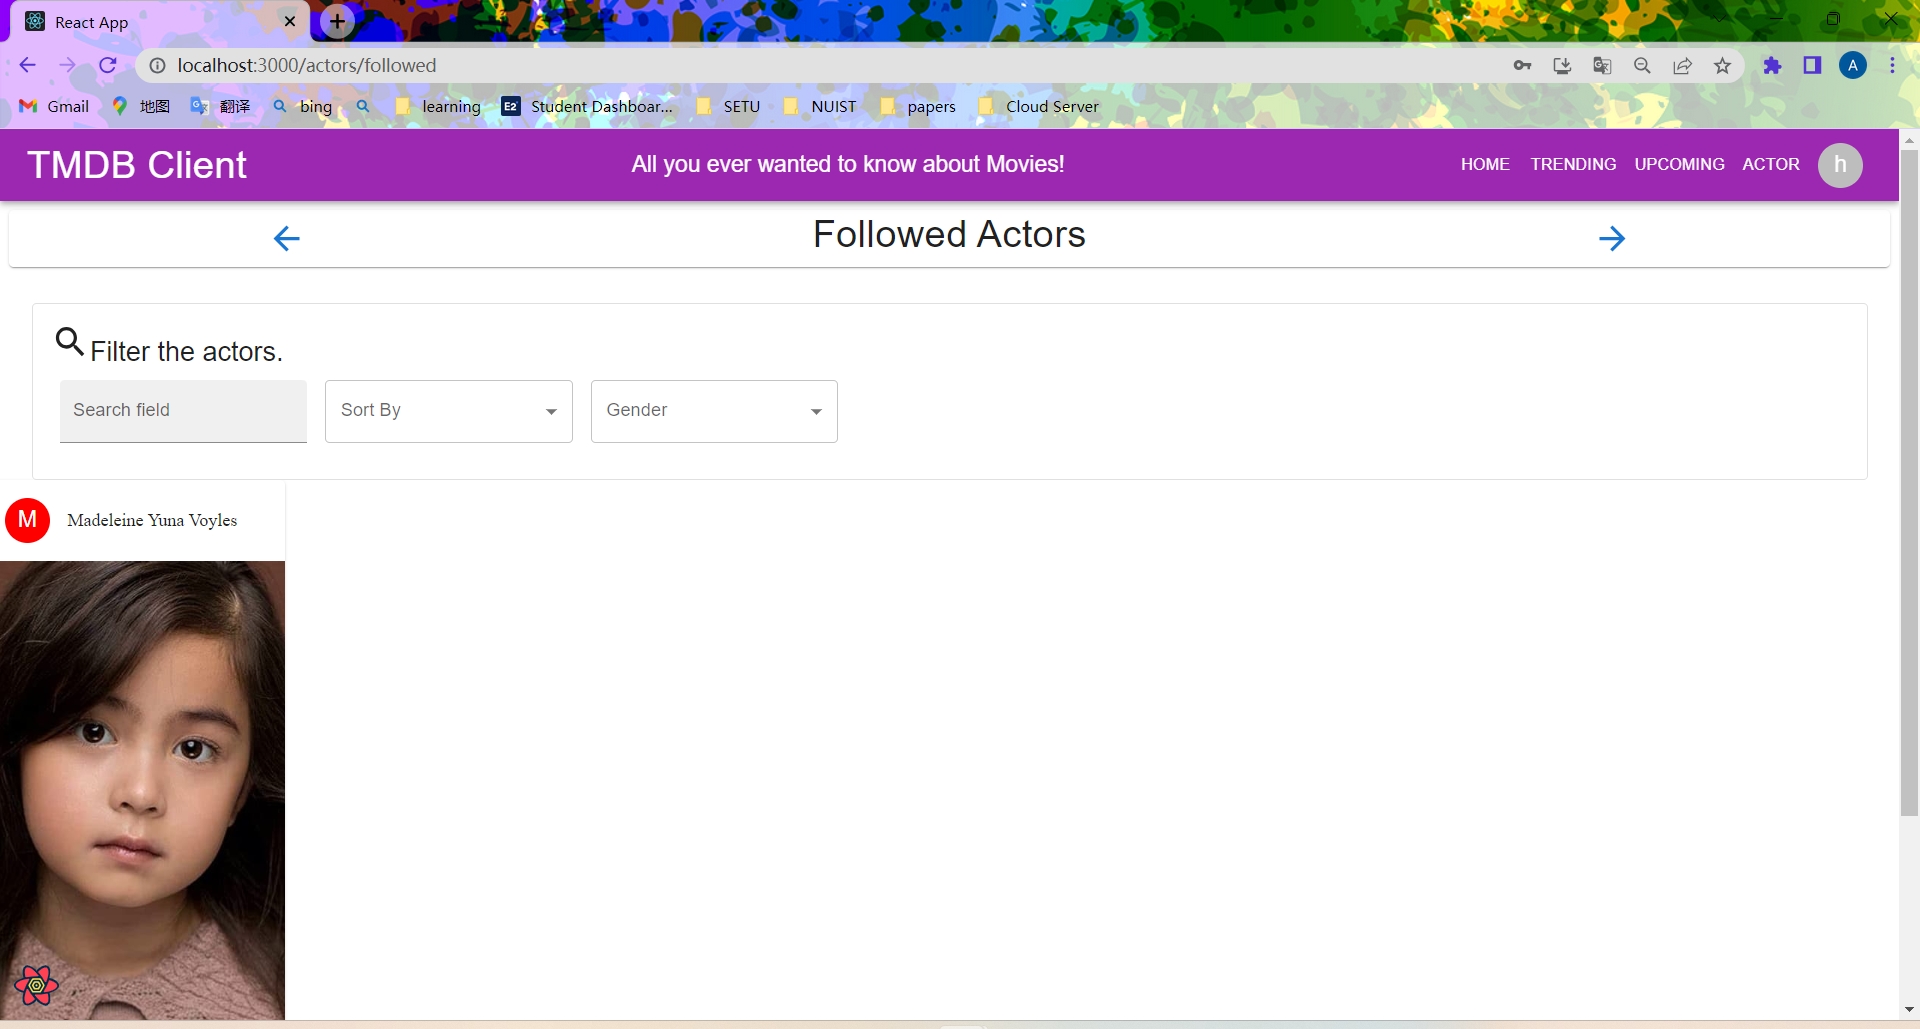 React App
localhost:3000/actors/followed
A
Gmail 地图 翻译 bing learning E2 Student Dashboar... SETU NUIST papers Cloud Server
TMDB Client All you ever wanted to know about Movies! HOME TRENDING UPCOMING ACTOR h
Followed Actors
Filter the actors.
Search field Sort By Gender
M Madeleine Yuna Voyles